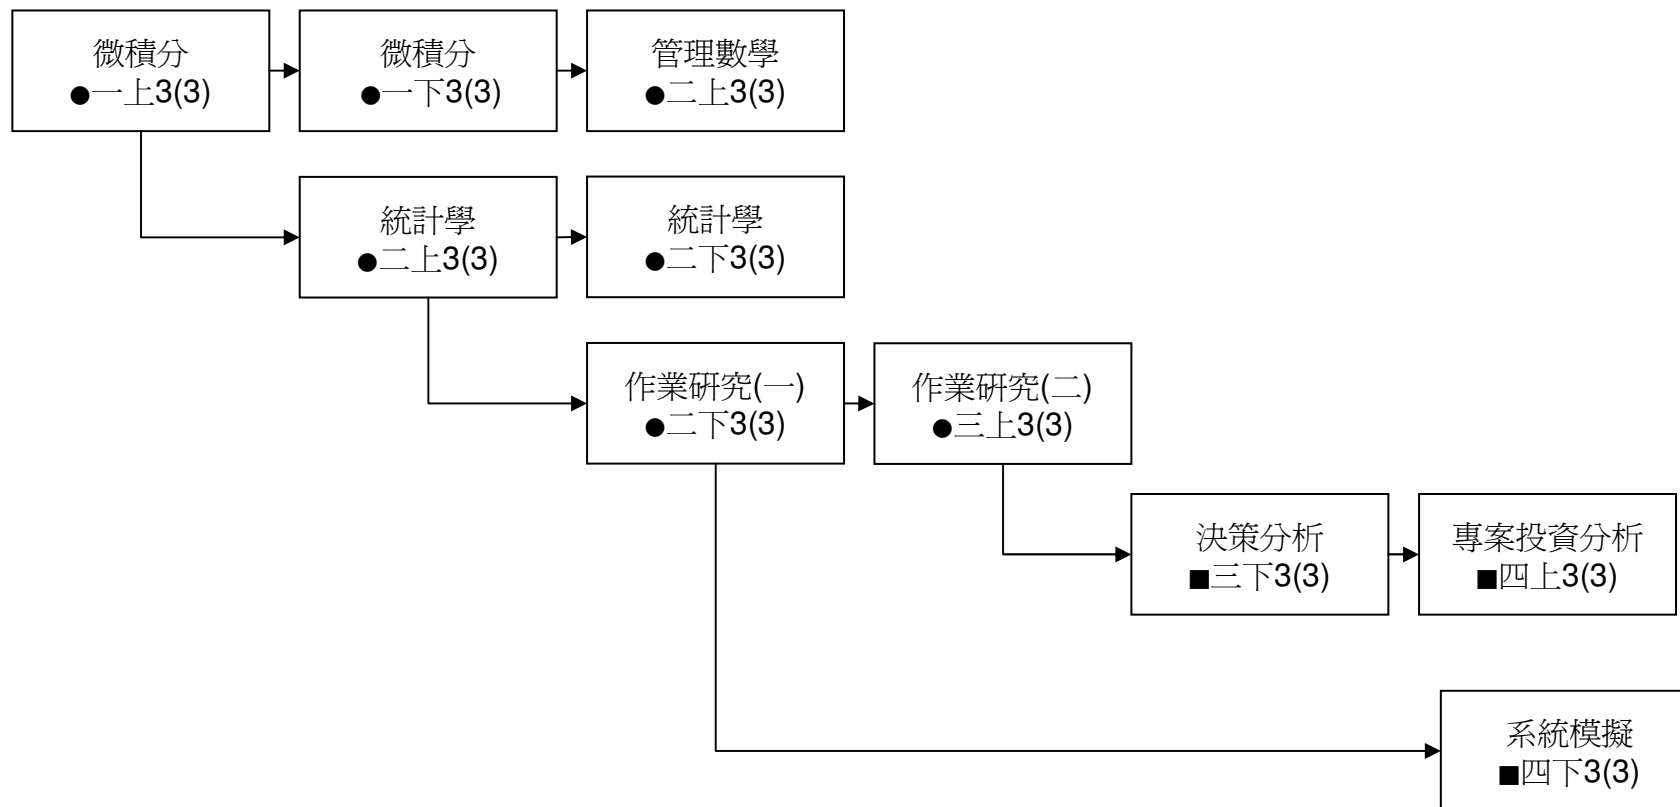 微積分
●一上3(3)
微積分
●一下3(3)
管理數學
●二上3(3)
統計學
●二上3(3)
統計學
●二下3(3)
作業研究(一)
●二下3(3)
作業研究(二)
●三上3(3)
決策分析
■三下3(3)
專案投資分析
■四上3(3)
系統模擬
■四下3(3)